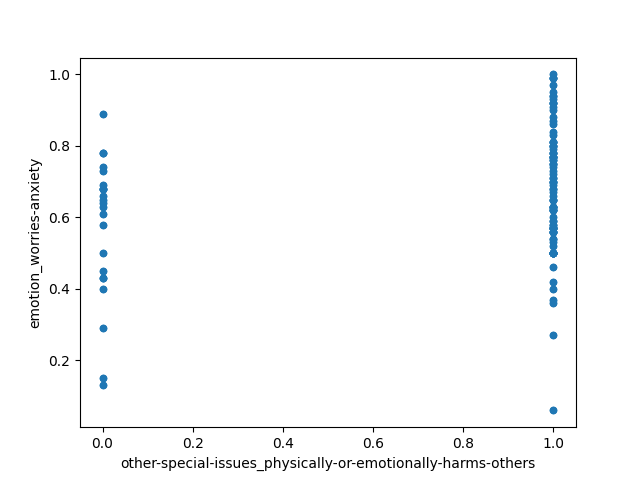 1.0
0.8
0.6
0.4
0.2
emotion_worries-anxiety
0.0 0.2 0.4 0.6 0.8 1.0
other-special-issues_physically-or-emotionally-harms-others